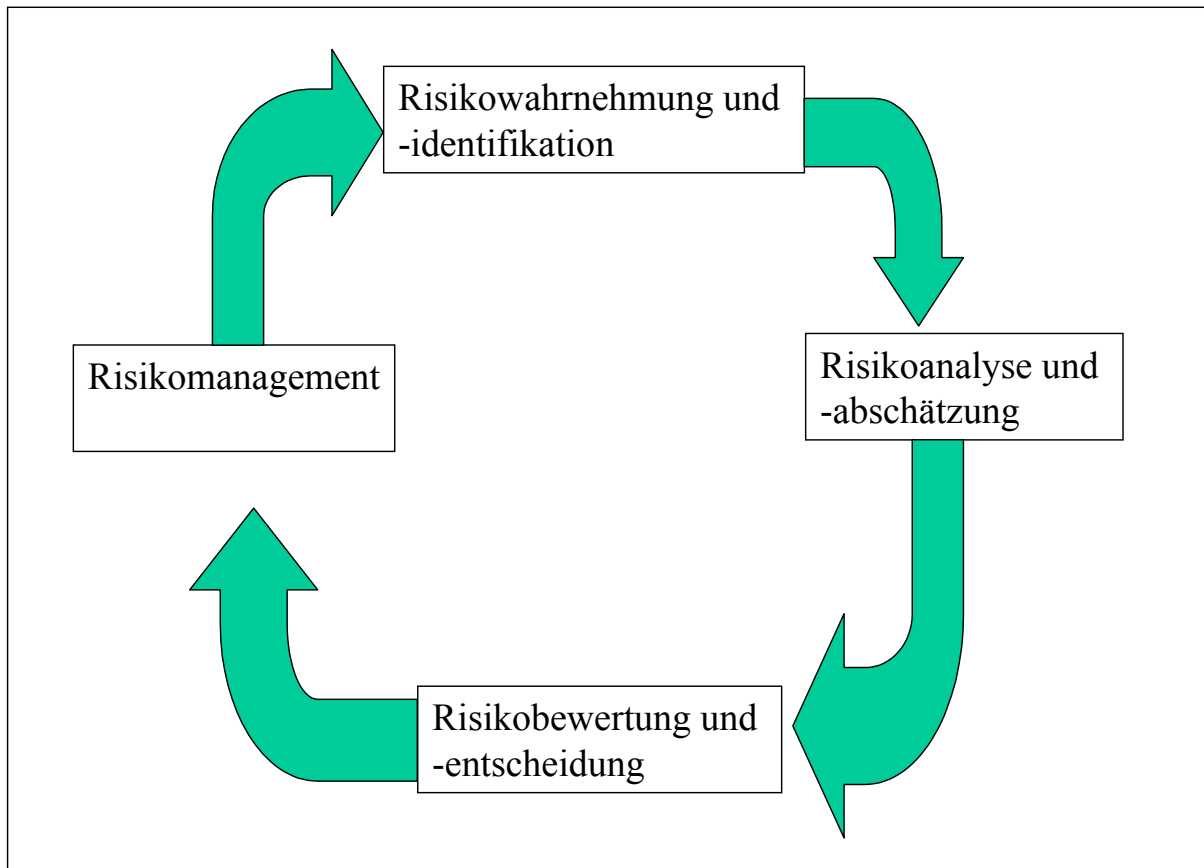 Risikowahrnehmung und
-identifikation
Risikoanalyse und
-abschätzung
Risikobewertung und
-entscheidung
Risikomanagement